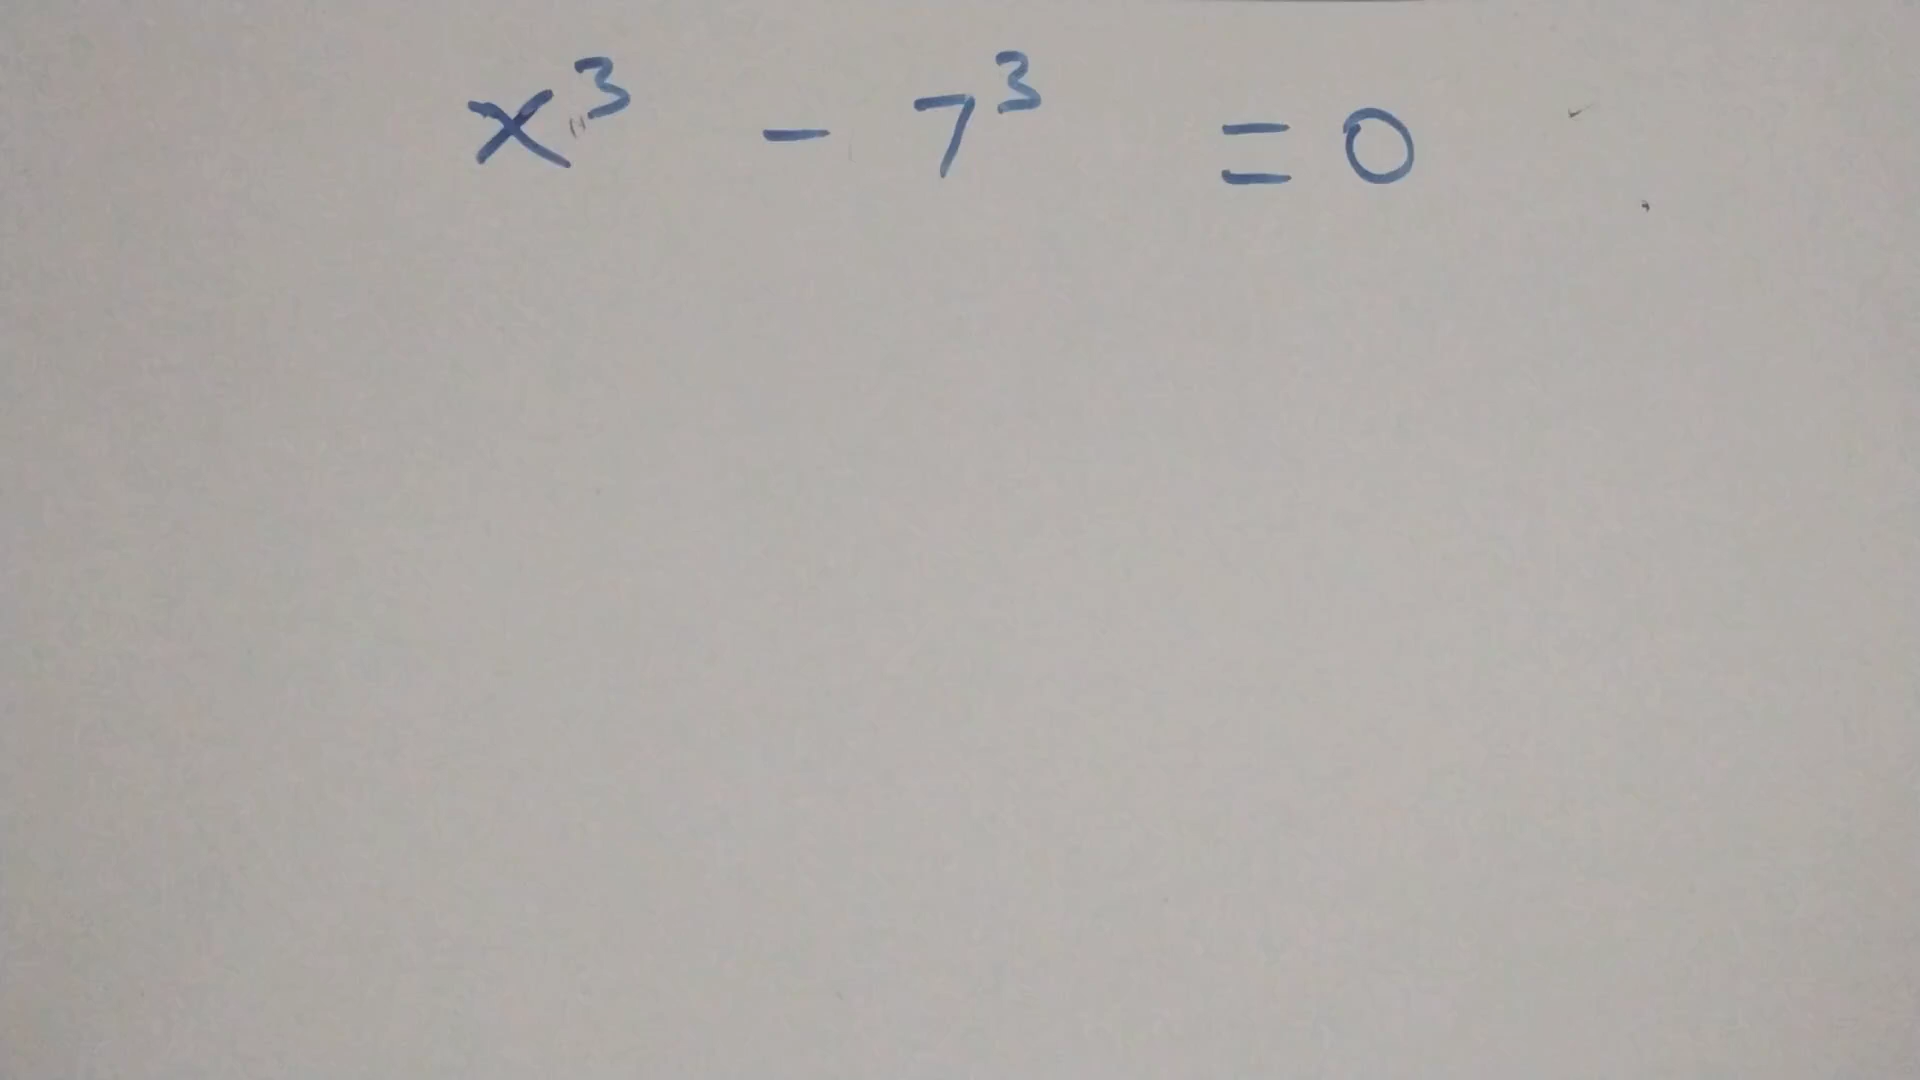 x³ - 7³ = 0